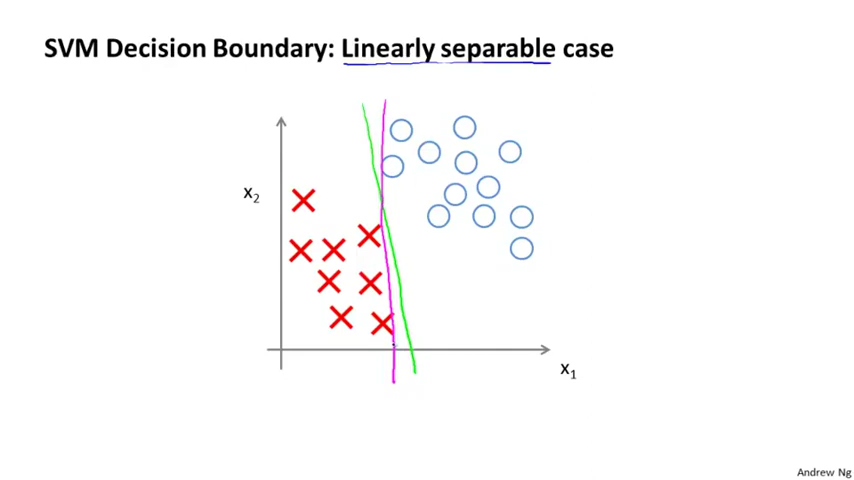 SVM Decision Boundary: Linearly separable case
x₂
x₁
Andrew Ng